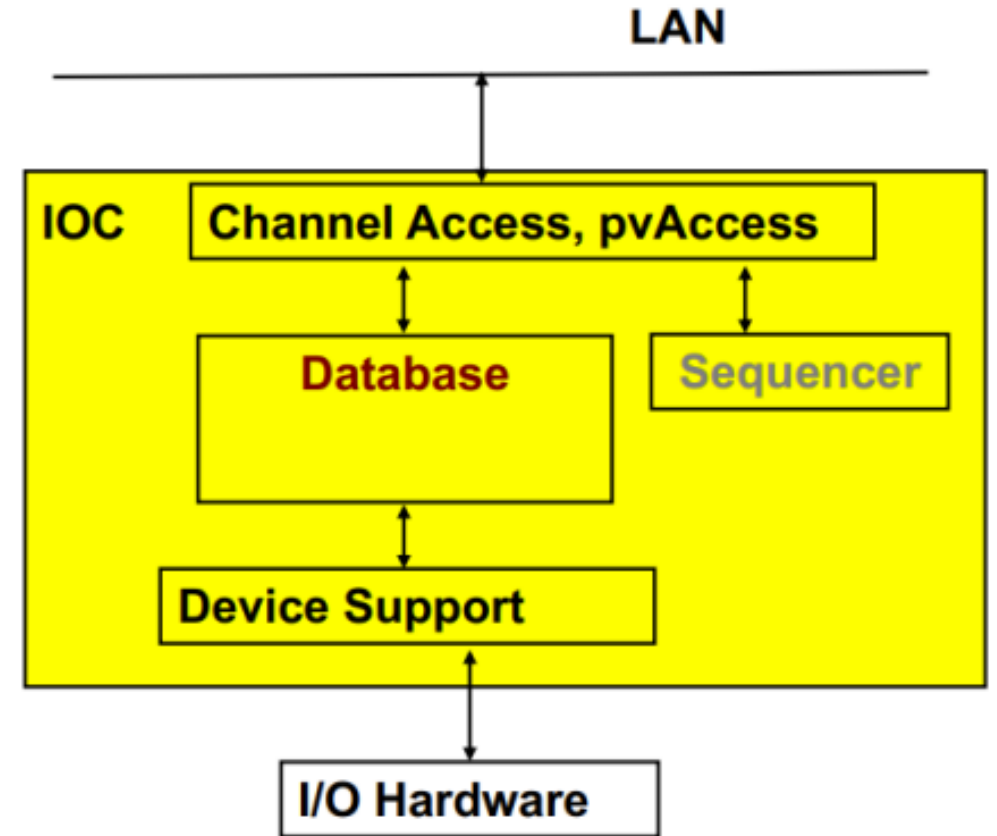 LAN
IOC
Channel Access, pvAccess
Database
Sequencer
Device Support
I/O Hardware